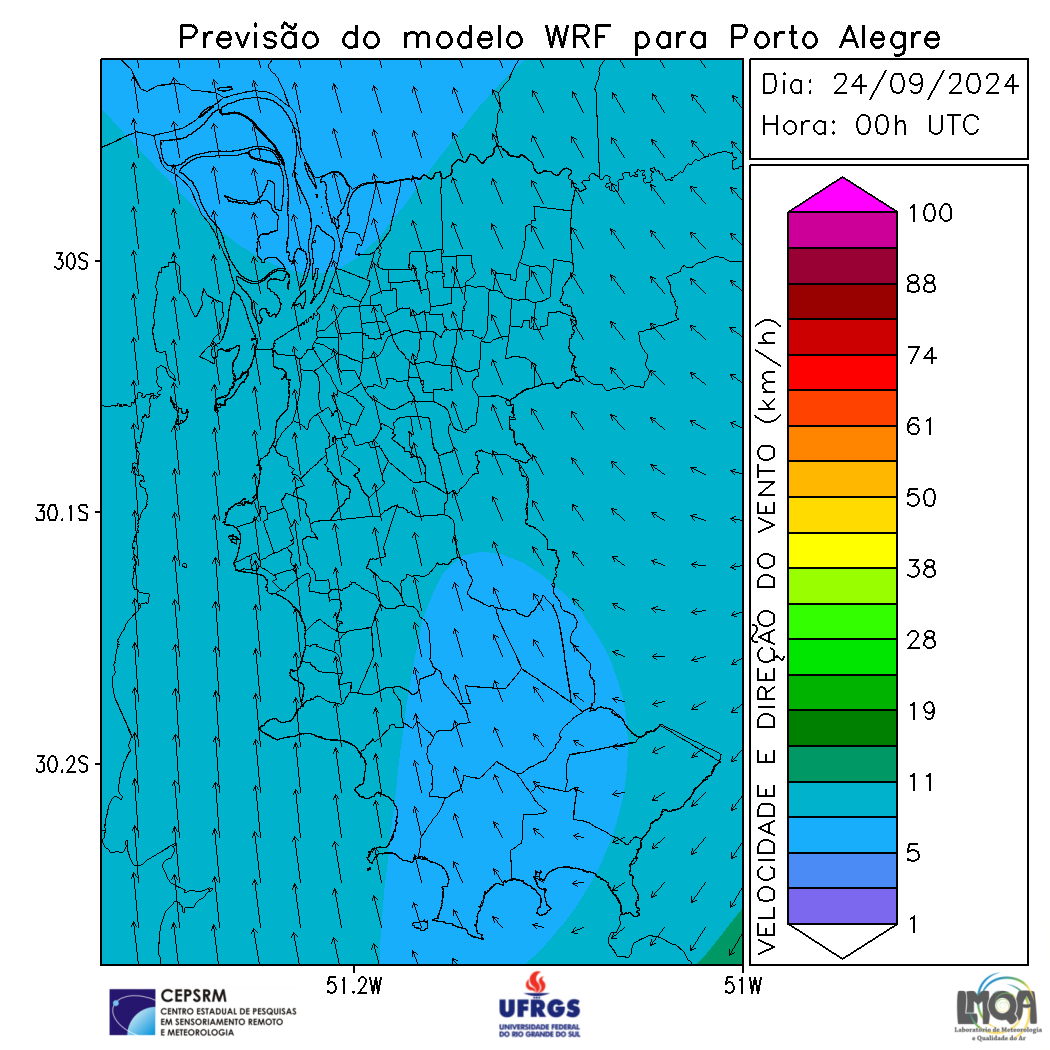 Previsão do modelo WRF para Porto Alegre
Dia: 24/09/2024
Hora: 00h UTC
30S
30.1S
30.2S
51.2W
51W
VELOCIDADE E DIREÇÃO DO VENTO (km/h)
100
88
74
61
50
38
28
19
11
5
1
CEPSRM
CENTRO ESTADUAL DE PESQUISAS
EM SENSORIAMENTO REMOTO
E METEOROLOGIA
UFRGS
UNIVERSIDADE FEDERAL
DO RIO GRANDE DO SUL
LMQA
Laboratório de Meteorologia
e Qualidade do Ar